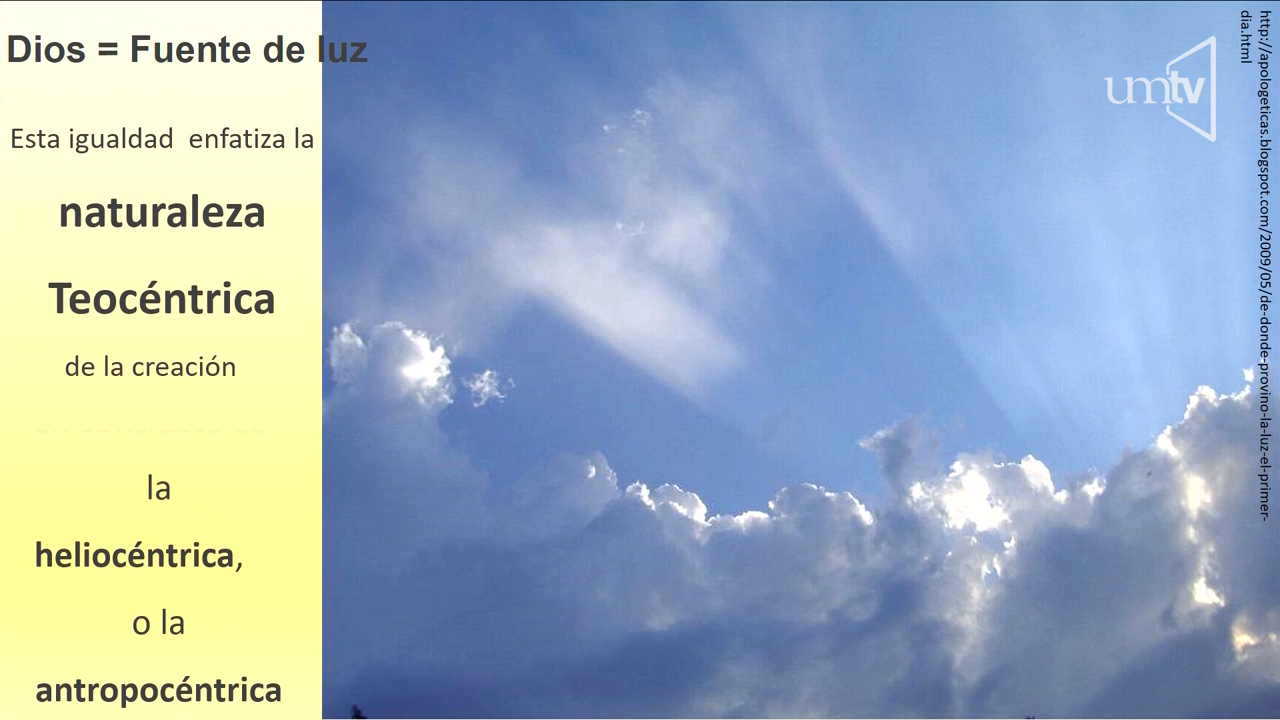 Dios = Fuente de luz
Esta igualdad  enfatiza la
naturaleza
Teocéntrica
de la creación
la
heliocéntrica,
o la
antropocéntrica
umtv
http://apologeticas.blogspot.com/2009/05/de-donde-provino-la-luz-el-primer-
dia.html